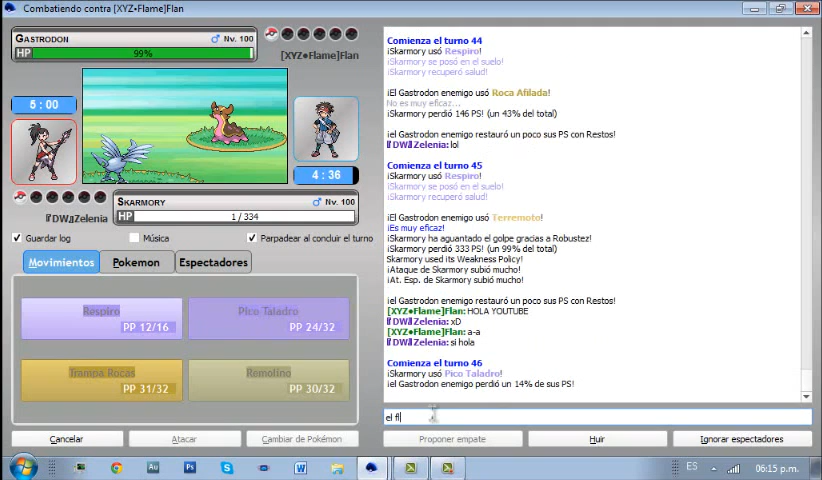 Combatiendo contra [XYZ●Flame]Flan
GASTRODON
Nv. 100
HP
99%
[XYZ●Flame]Flan
5:00
4:36
SKARMORY
Nv. 100
HP
1 / 334
DW Zelenia
Guardar log
Música
Parpadear al concluir el turno
Movimientos
Pokemon
Espectadores
Respiro
PP 12/16
Pico Taladro
PP 24/32
Trampa Rocas
PP 31/32
Remolino
PP 30/32
Cancelar
Atacar
Cambiar de Pokémon
Comienza el turno 44
¡Skarmory usó Respiro!
¡Skarmory se posó en el suelo!
¡Skarmory recuperó salud!
¡El Gastrodon enemigo usó Roca Afilada!
No es muy eficaz...
¡Skarmory perdió 146 PS! (un 43% del total)
¡el Gastrodon enemigo restauró un poco sus PS con Restos!
DW Zelenia: lol
Comienza el turno 45
¡Skarmory usó Respiro!
¡Skarmory se posó en el suelo!
¡Skarmory recuperó salud!
¡El Gastrodon enemigo usó Terremoto!
¡Es muy eficaz!
¡Skarmory ha aguantado el golpe gracias a Robustez!
¡Skarmory perdió 333 PS! (un 99% del total)
Skarmory used its Weakness Policy!
¡Ataque de Skarmory subió mucho!
¡At. Esp. de Skarmory subió mucho!
¡el Gastrodon enemigo restauró un poco sus PS con Restos!
[XYZ●Flame]Flan: HOLA YOUTUBE
DW Zelenia: xD
[XYZ●Flame]Flan: a-a
DW Zelenia: si hola
Comienza el turno 46
¡Skarmory usó Pico Taladro!
¡el Gastrodon enemigo perdió un 14% de sus PS!
el fl
Proponer empate
Huir
Ignorar espectadores
Au
Ps
W
ES
06:15 p.m.